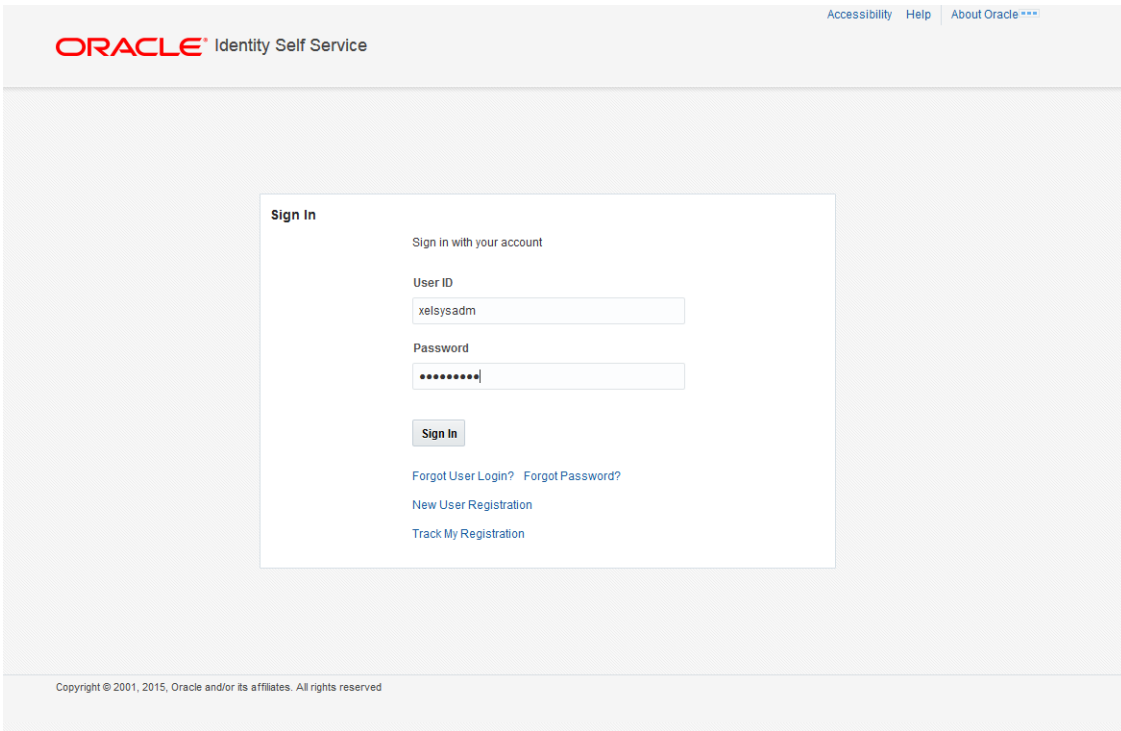 Accessibility Help About Oracle
ORACLE® Identity Self Service
Sign In
Sign in with your account
User ID
xelsysadm
Password
•••••••••
Sign In
Forgot User Login? Forgot Password?
New User Registration
Track My Registration
Copyright © 2001, 2015, Oracle and/or its affiliates. All rights reserved